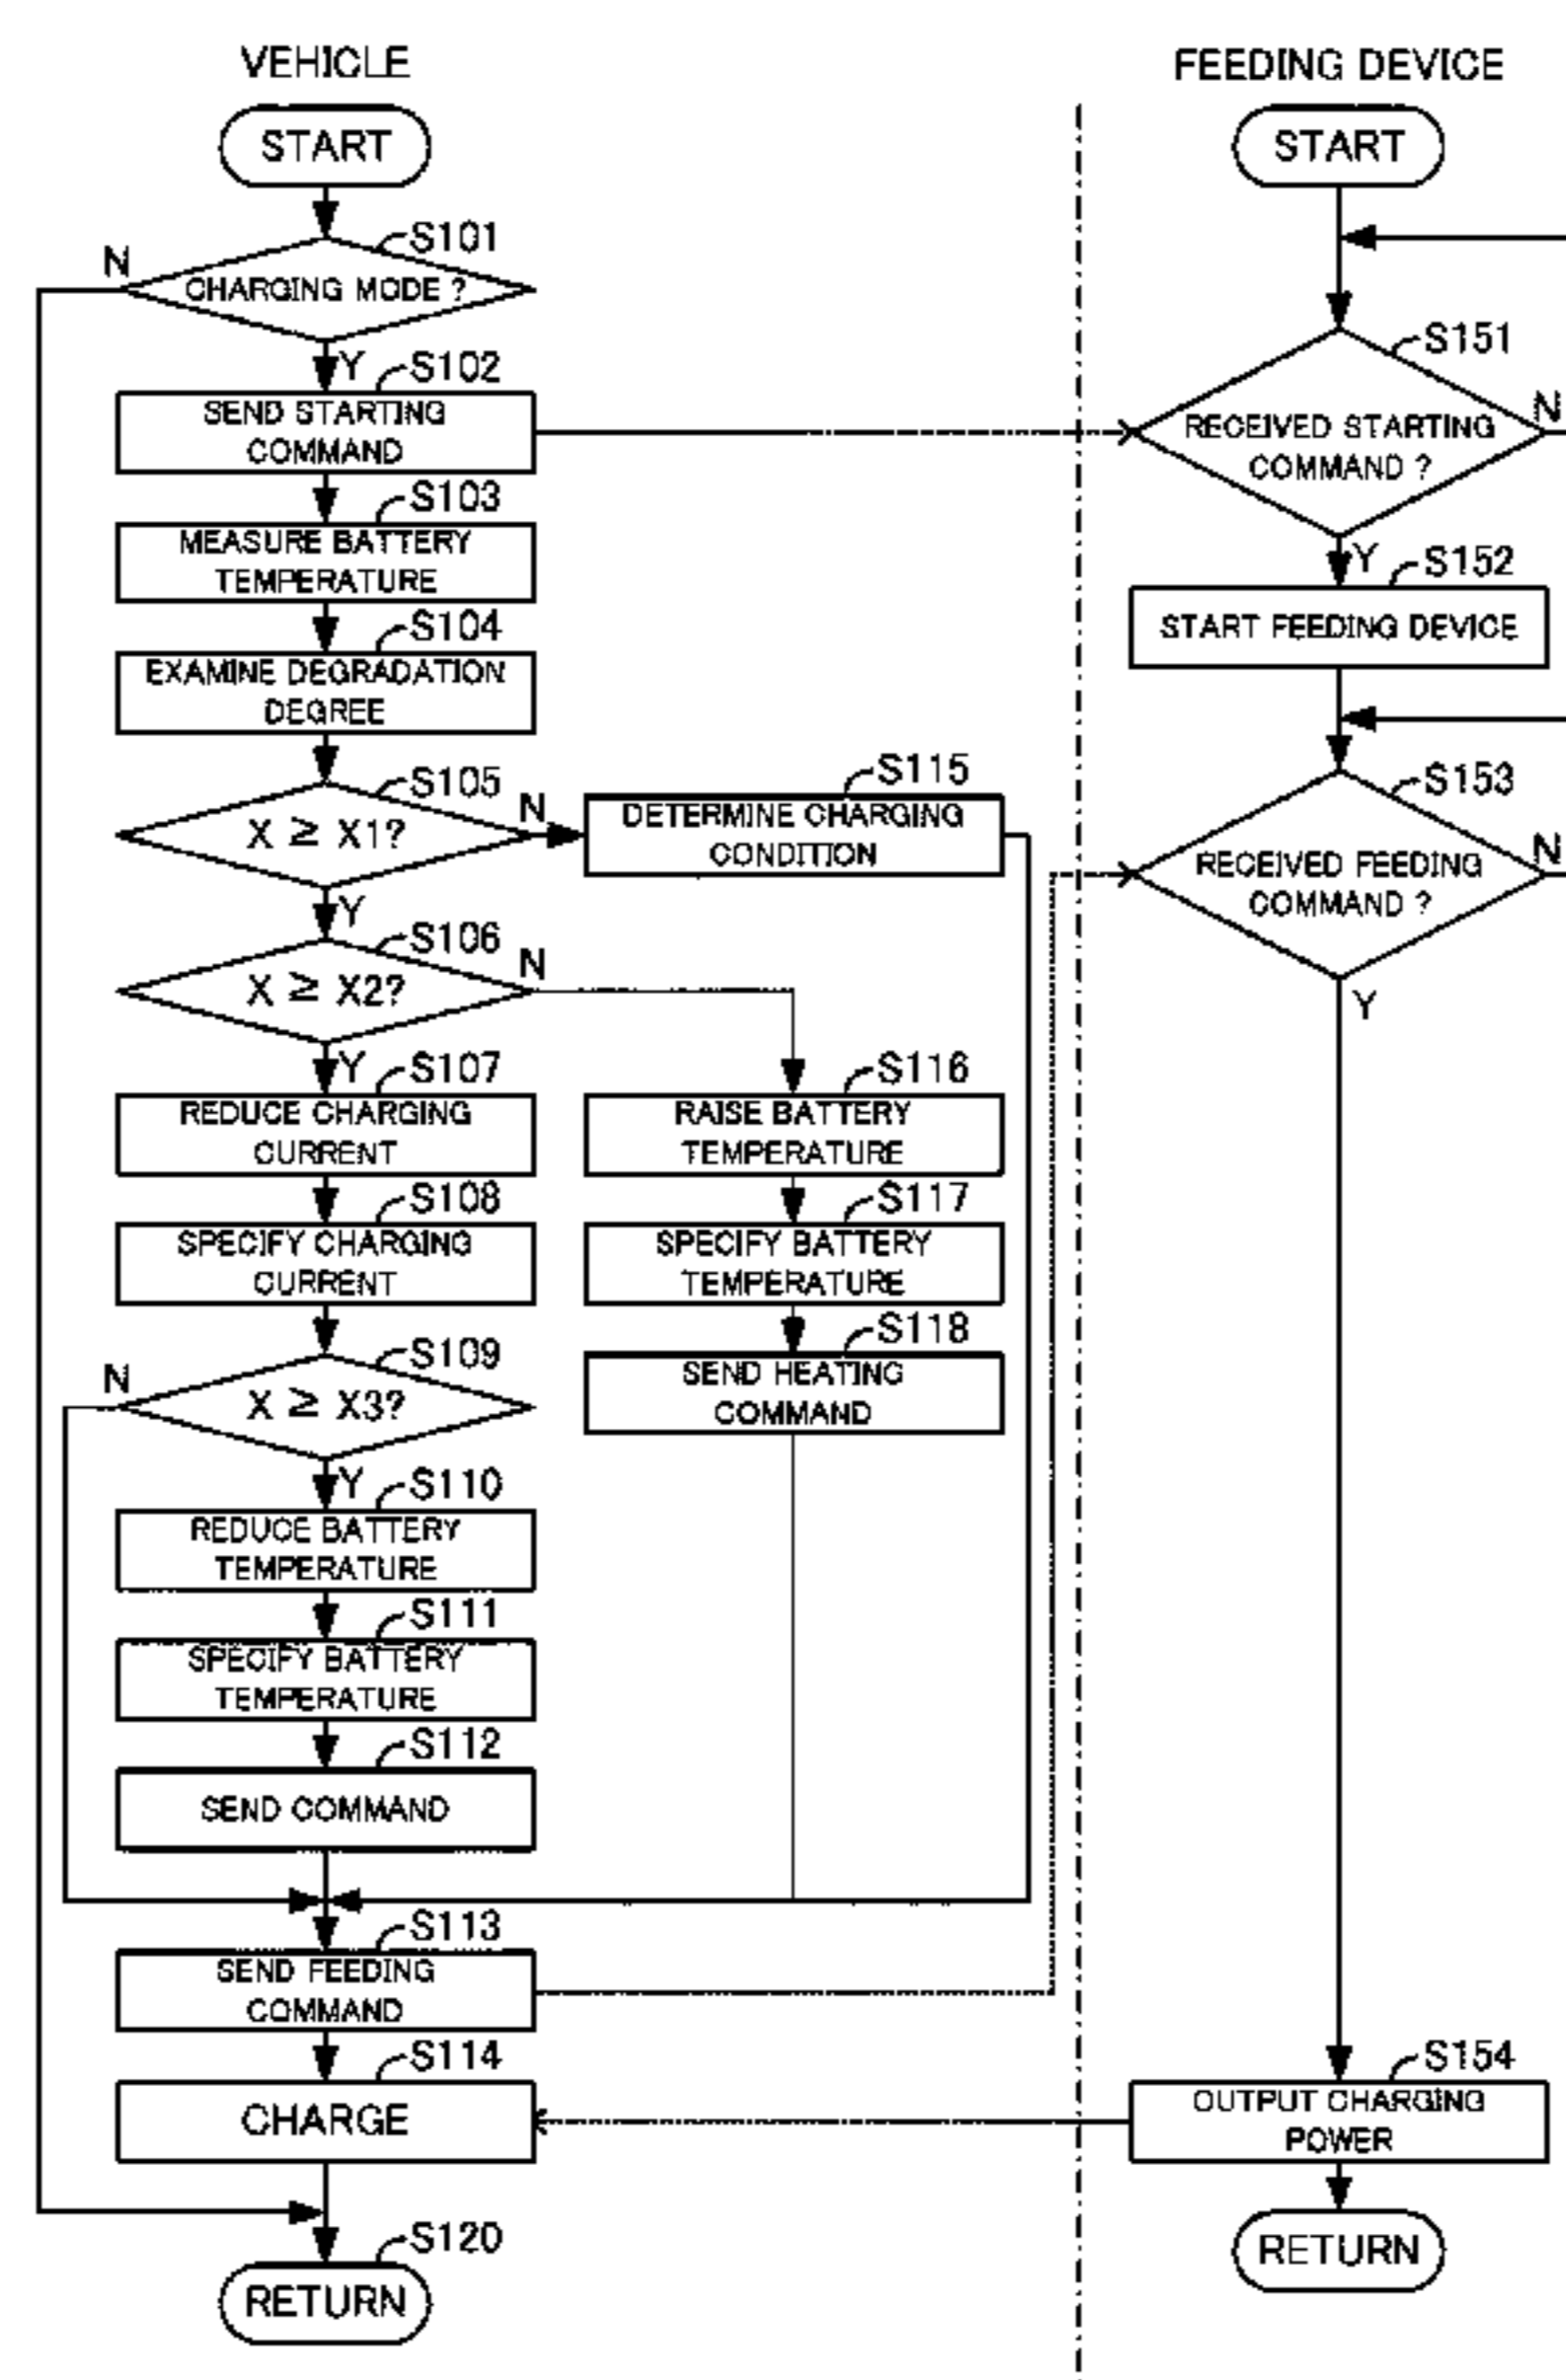 VEHICLE
START
S101
N
CHARGING MODE ?
Y
S102
SEND STARTING
COMMAND
S103
MEASURE BATTERY
TEMPERATURE
S104
EXAMINE DEGRADATION
DEGREE
S105
X ≥ X1?
N
S115
DETERMINE CHARGING
CONDITION
Y
S106
X ≥ X2?
N
Y
S107
REDUCE CHARGING
CURRENT
S108
SPECIFY CHARGING
CURRENT
S116
RAISE BATTERY
TEMPERATURE
S117
SPECIFY BATTERY
TEMPERATURE
S118
SEND HEATING
COMMAND
S109
N
X ≥ X3?
Y
S110
REDUCE BATTERY
TEMPERATURE
S111
SPECIFY BATTERY
TEMPERATURE
S112
SEND COMMAND
S113
SEND FEEDING
COMMAND
S114
CHARGE
S120
RETURN
FEEDING DEVICE
START
S151
RECEIVED STARTING
COMMAND ?
N
Y
S152
START FEEDING DEVICE
S153
RECEIVED FEEDING
COMMAND ?
N
Y
S154
OUTPUT CHARGING
POWER
RETURN